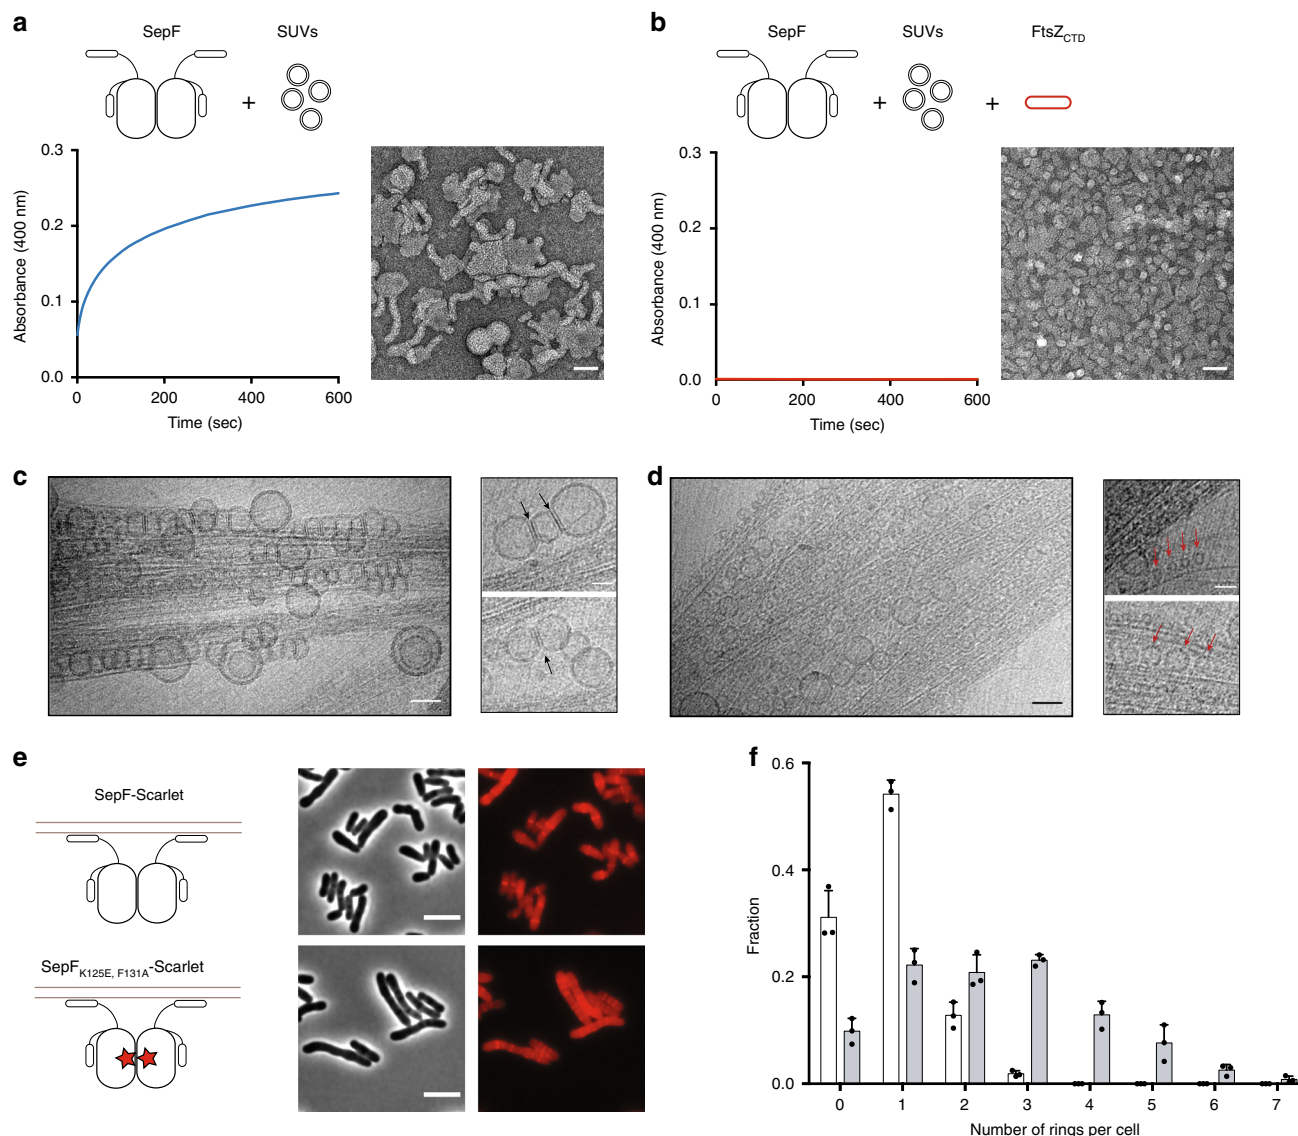 a
SepF
SUVs
+
Absorbance (400 nm)
0.3
0.2
0.1
0.0
0
200
400
600
Time (sec)
b
SepF
SUVs
FtsZCTD
+
+
Absorbance (400 nm)
0.3
0.2
0.1
0.0
0
200
400
600
Time (sec)
c
d
e
SepF-Scarlet
SepFK125E, F131A-Scarlet
f
Fraction
0.6
0.4
0.2
0.0
0
1
2
3
4
5
6
7
Number of rings per cell